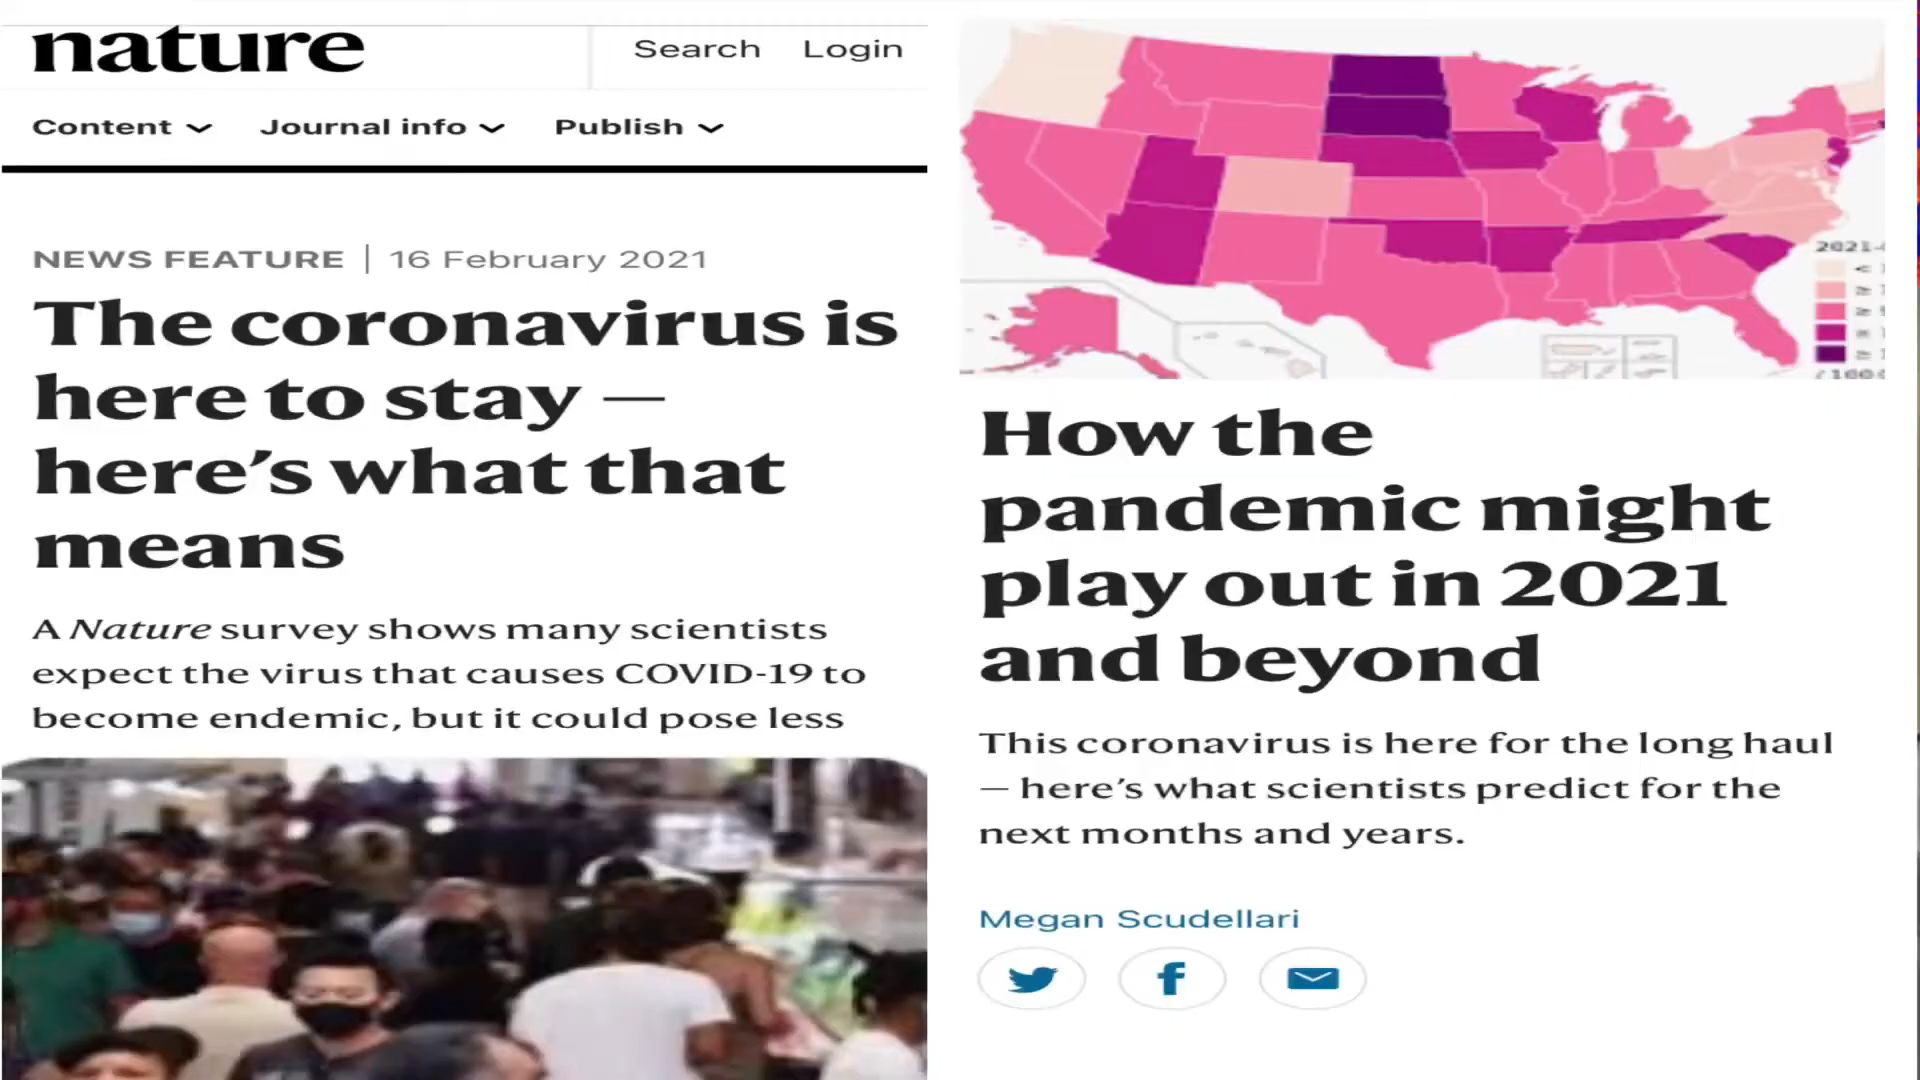 nature
Search Login
Content Journal info Publish
NEWS FEATURE | 16 February 2021
The coronavirus is
here to stay —
here’s what that
means
A Nature survey shows many scientists
expect the virus that causes COVID-19 to
become endemic, but it could pose less
2021-
How the
pandemic might
play out in 2021
and beyond
This coronavirus is here for the long haul
— here’s what scientists predict for the
next months and years.
Megan Scudellari